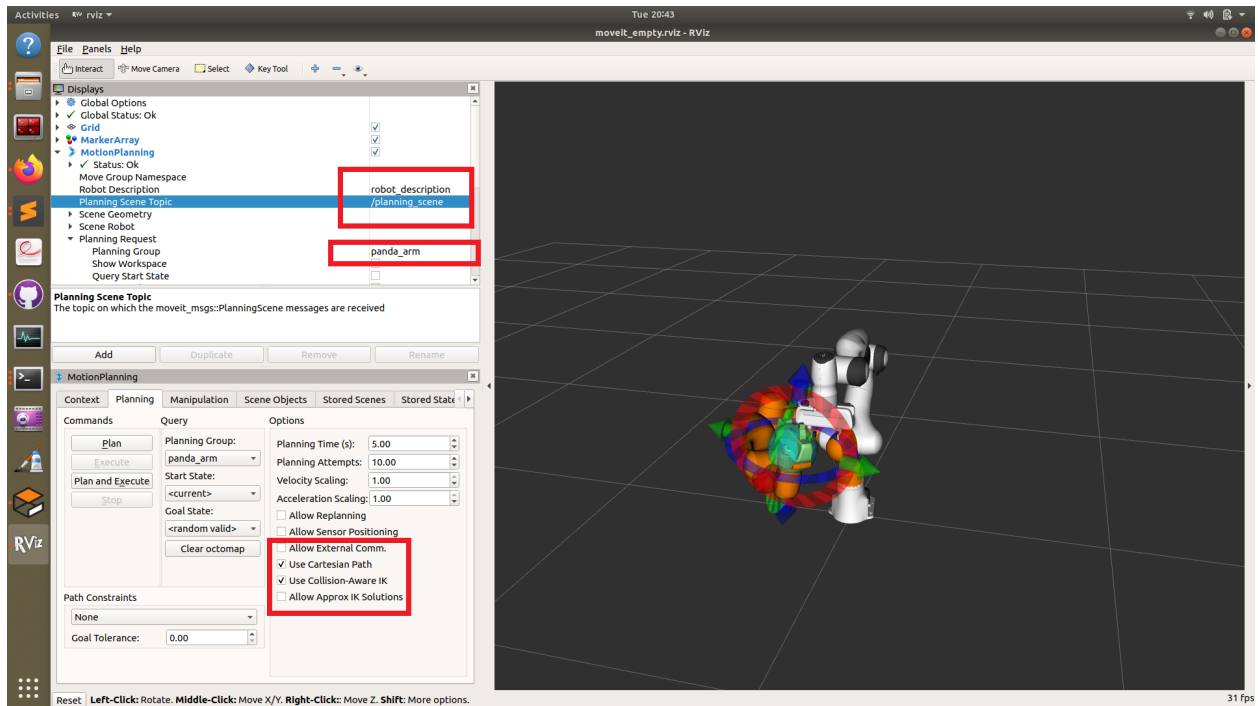 Activities RViz rviz Tue 20:43
moveit_empty.rviz - RViz
File Panels Help
Interact Move Camera Select Key Tool
Displays
Global Options
Global Status: Ok
Grid
MarkerArray
MotionPlanning
Status: Ok
Move Group Namespace
Robot Description robot_description
Planning Scene Topic /planning_scene
Scene Geometry
Scene Robot
Planning Request
Planning Group panda_arm
Show Workspace
Query Start State
Planning Scene Topic
The topic on which the moveit_msgs::PlanningScene messages are received
Add Duplicate Remove Rename
MotionPlanning
Context Planning Manipulation Scene Objects Stored Scenes Stored State
Commands Query Options
Plan Planning Group: Planning Time (s): 5.00
Execute panda_arm Planning Attempts: 10.00
Plan and Execute Start State: Velocity Scaling: 1.00
Stop <current> Acceleration Scaling: 1.00
Goal State: Allow Replanning
<random valid> Allow Sensor Positioning
Clear octomap Allow External Comm.
Use Cartesian Path
Use Collision-Aware IK
Path Constraints Allow Approx IK Solutions
None
Goal Tolerance: 0.00
RViz
Reset Left-Click: Rotate. Middle-Click: Move X/Y. Right-Click:: Move Z. Shift: More options. 31 fps